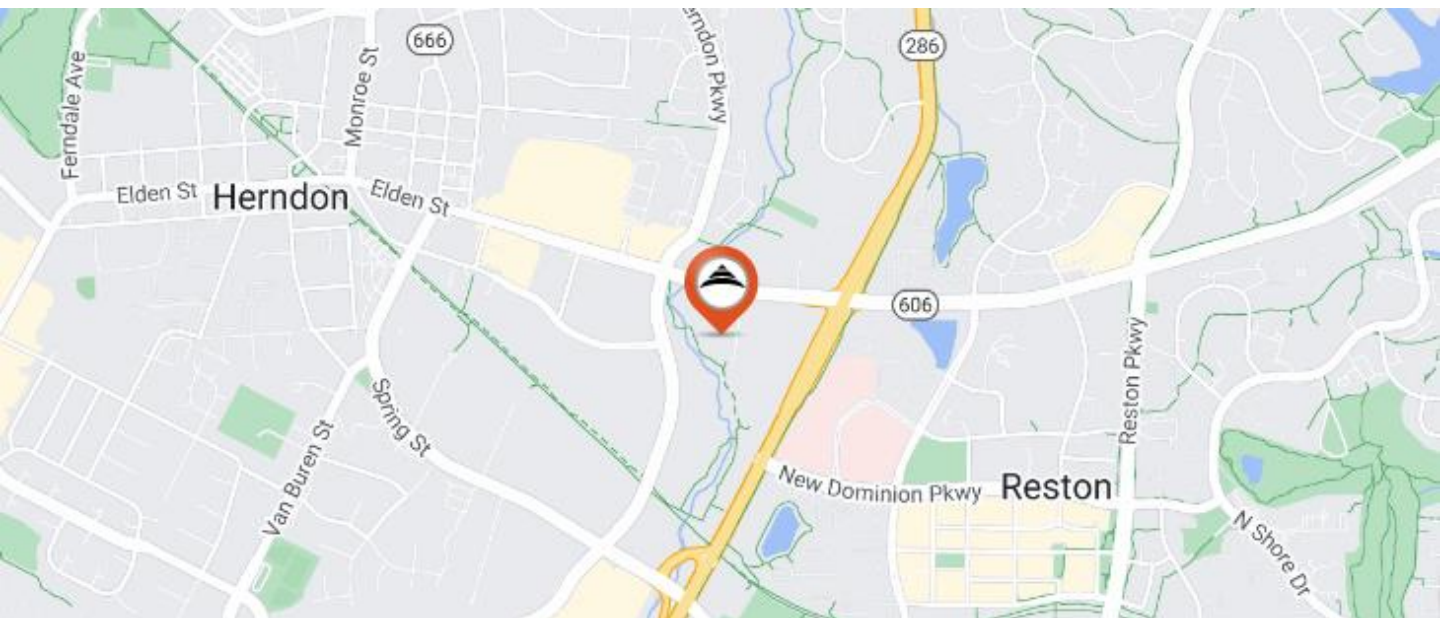 666
286
erndon Pkwy
Ferndale Ave
Monroe St
Elden St
Herndon
Elden St
606
Reston Pkwy
Spring St
Van Buren St
New Dominion Pkwy
Reston
N Shore Dr